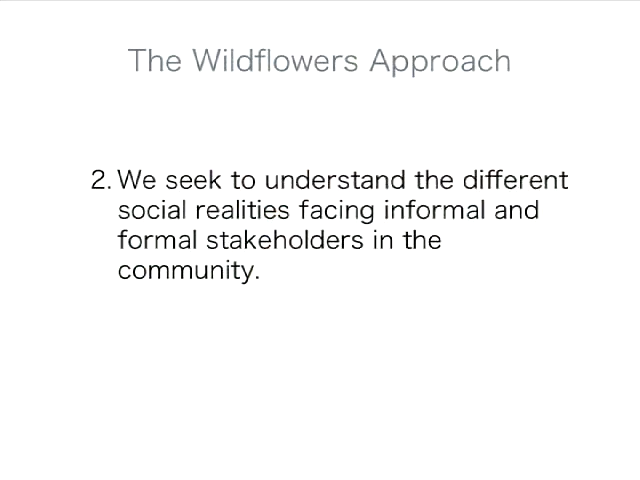 The Wildflowers Approach
2. We seek to understand the different
social realities facing informal and
formal stakeholders in the
community.